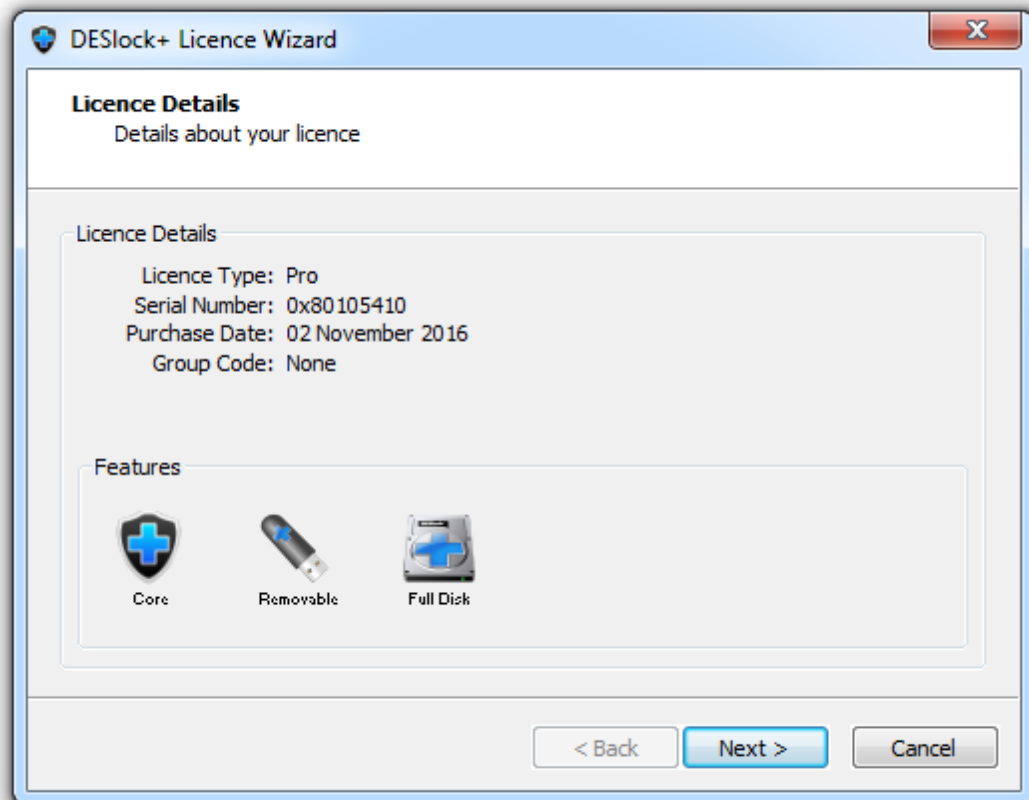 DESlock+ Licence Wizard
Licence Details
Details about your licence
Licence Details
Licence Type: Pro
Serial Number: 0x80105410
Purchase Date: 02 November 2016
Group Code: None
Features
Core Removable Full Disk
< Back Next > Cancel